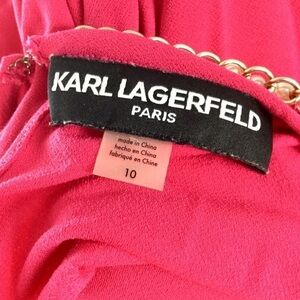 KARL LAGERFELD
PARIS
made in China
hecho en China
fabriqué en Chine
10